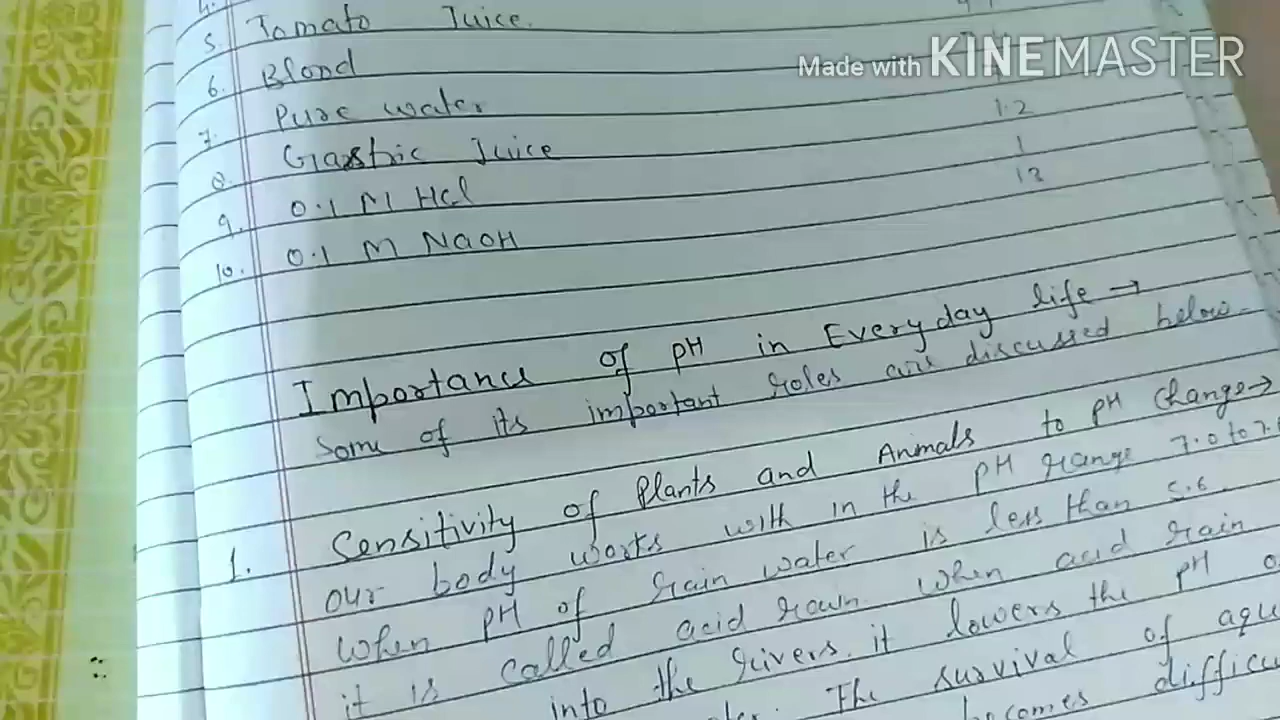 5. Tomato Juice.
Made with KINEMASTER
6. Blood
7. Pure water
1.2
8. Gastric Juice
1
9. 0.1 M HCl
13
10. 0.1 M NaOH
Importance of pH in Everyday life →
Some of its important roles are discussed below.
1. Sensitivity of Plants and Animals to pH Change→
our body works with in the pH range 7.0 to
When pH of rain water is less than 5.6
it is called acid rain. When acid rain
into the rivers. it lowers the pH
The survival of
becomes